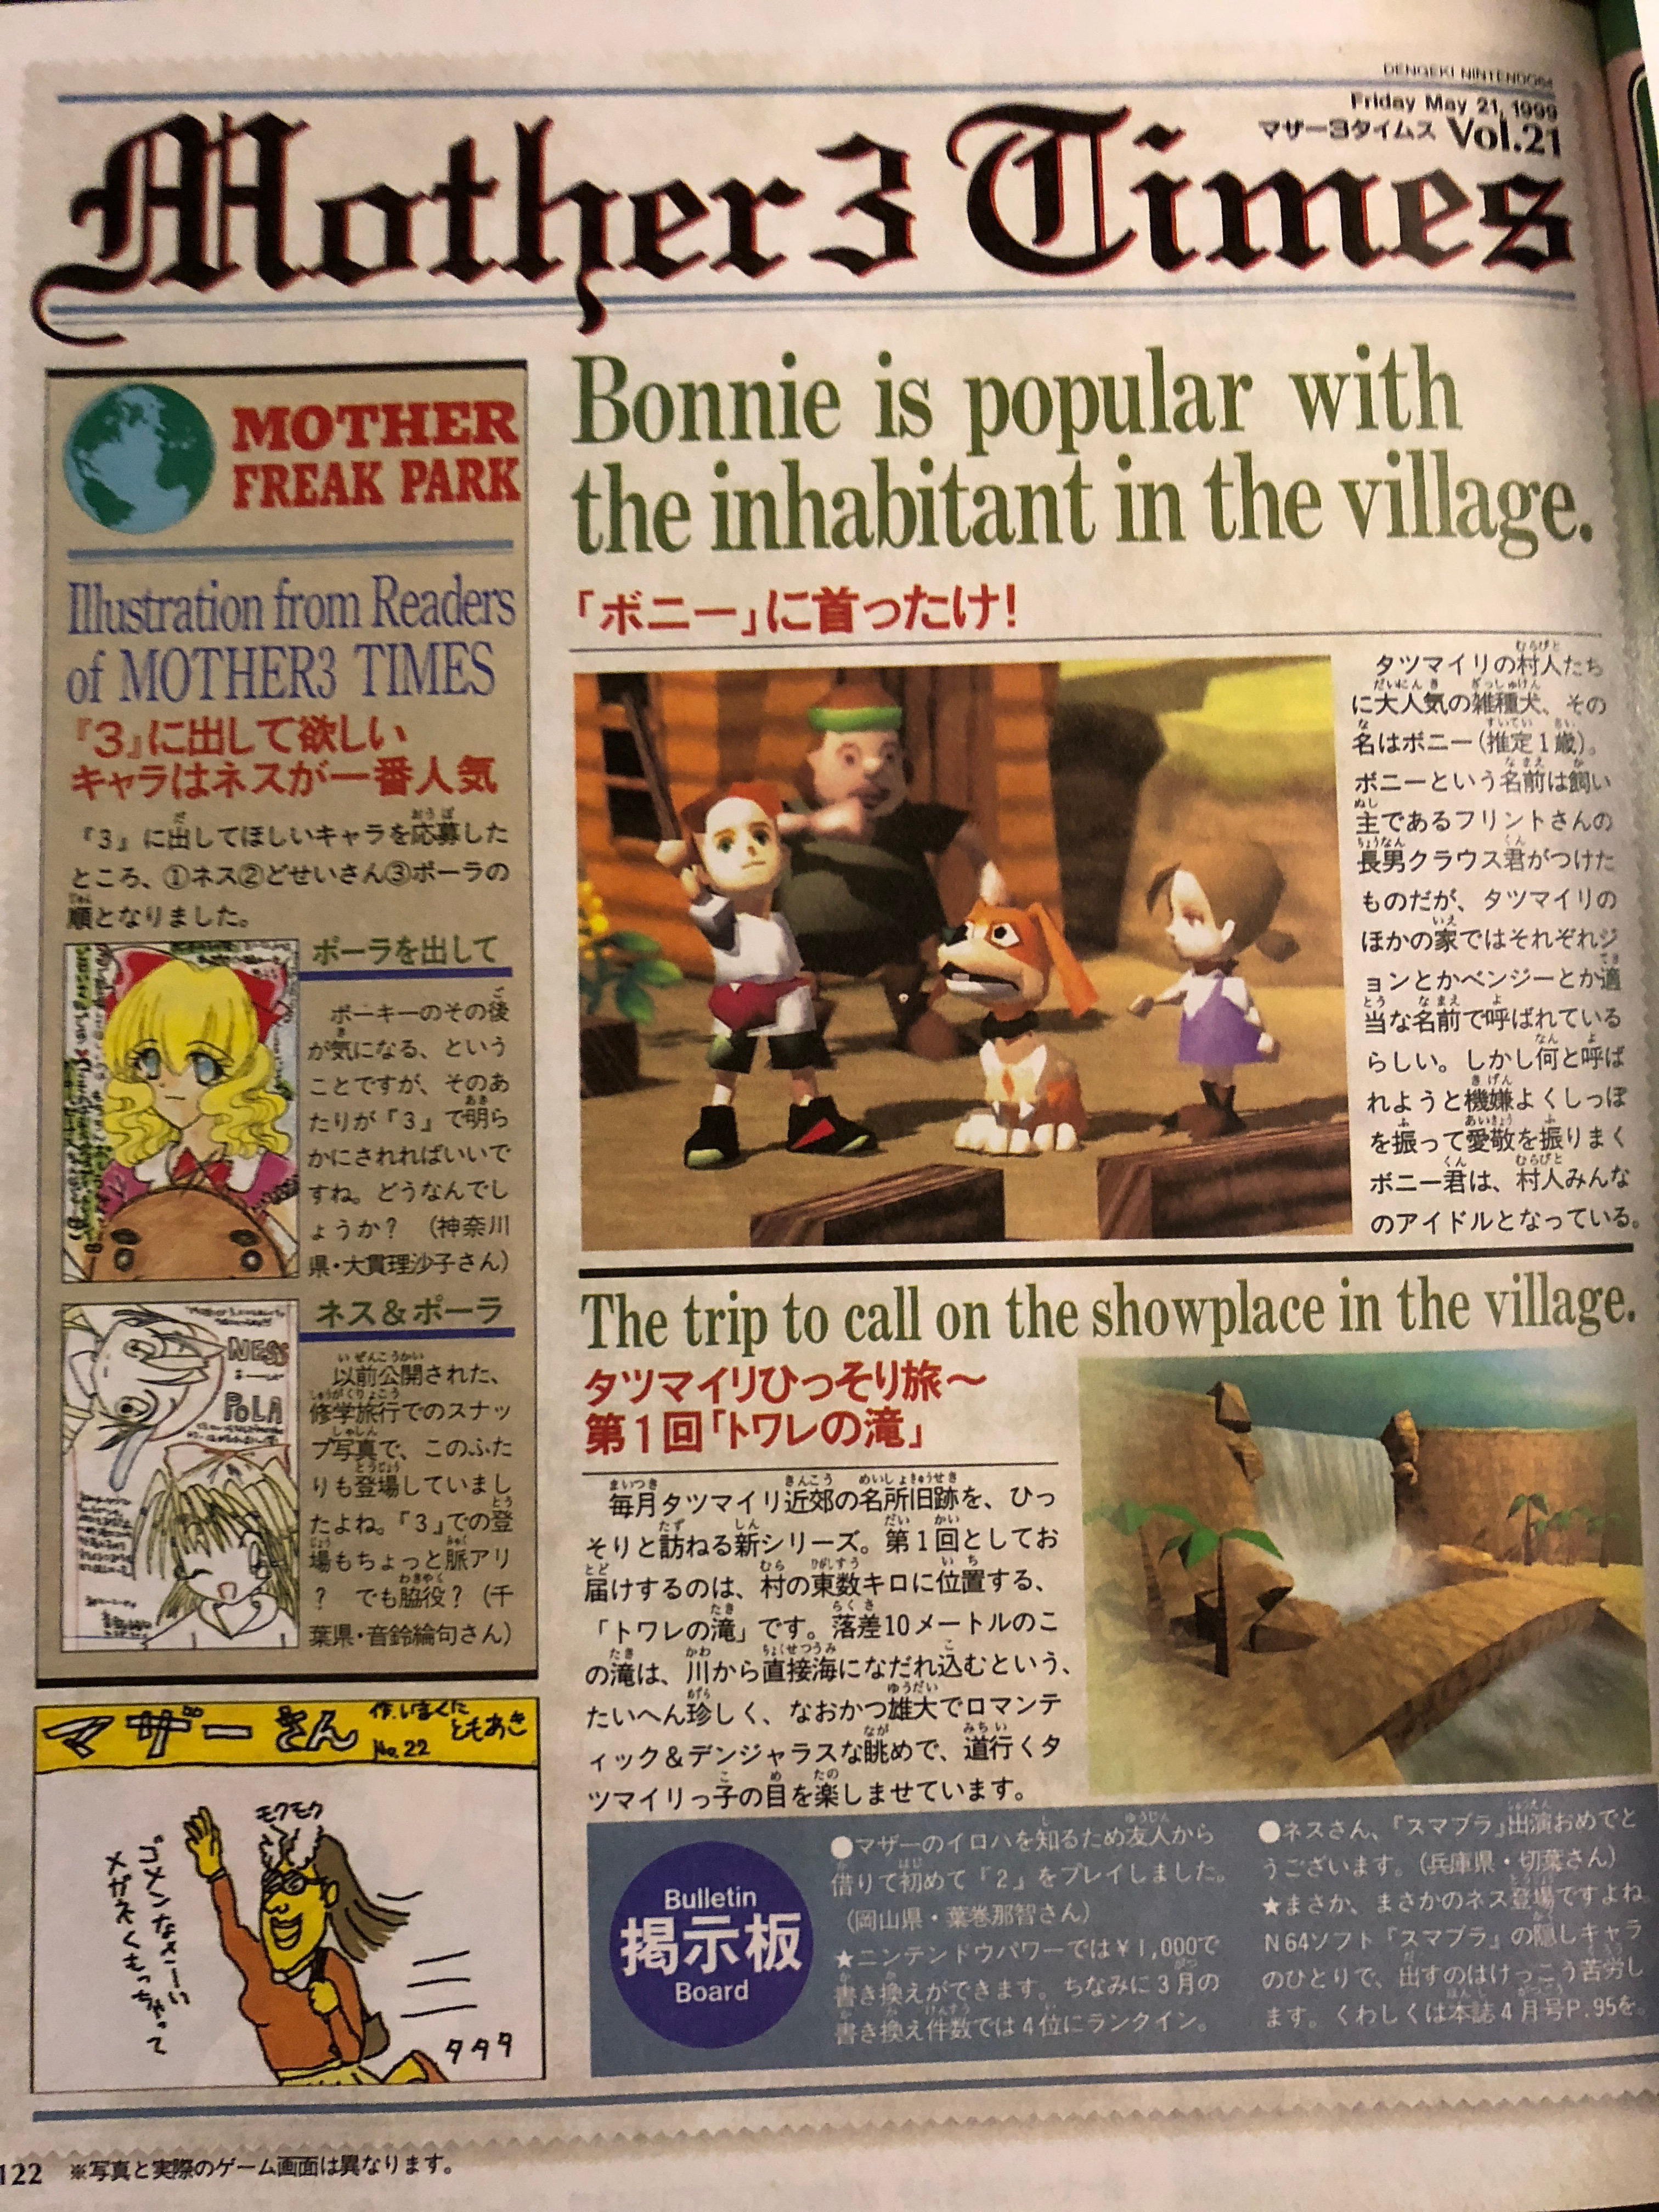 DENGEKI NINTENDO64
Friday May 21, 1999
マザー3タイムス Vol.21
Mother 3 Times
MOTHER
FREAK PARK
Illustration from Readers
of MOTHER3 TIMES
『3』に出して欲しい
キャラはネスが一番人気
『3』に出してほしいキャラを応募した
ところ、①ネス②どせいさん③ポーラの
順となりました。
ポーラを出して
ポーキーのその後
が気になる、という
ことですが、そのあ
たりが『3』で明ら
かにされればいいで
すね。どうなんでし
ょうか? (神奈川
県・大貫理沙子さん)
ネス&ポーラ
NESS
POLA
以前公開された、
修学旅行でのスナッ
プ写真で、このふた
りも登場していまし
たよね。『3』での登
場もちょっと脈アリ
? でも脇役? (千
葉県・音鈴綸句さん)
マザーさん
作.いまくに
ともあき
No.22
モクモク
ゴメンなさーい
メガネくもっちゃって
タタタ
Bonnie is popular with
the inhabitant in the village.
「ボニー」に首ったけ!
タツマイリの村人たち
に大人気の雑種犬、その
名はボニー(推定1歳)。
ボニーという名前は飼い
主であるフリントさんの
長男クラウス君がつけた
ものだが、タツマイリの
ほかの家ではそれぞれジ
ョンとかベンジーとか適
当な名前で呼ばれている
らしい。しかし何と呼ば
れようと機嫌よくしっぽ
を振って愛敬を振りまく
ボニー君は、村人みんな
のアイドルとなっている。
The trip to call on the showplace in the village.
タツマイリひっそり旅〜
第1回「トワレの滝」
毎月タツマイリ近郊の名所旧跡を、ひっ
そりと訪ねる新シリーズ。第1回としてお
届けするのは、村の東数キロに位置する、
「トワレの滝」です。落差10メートルのこ
の滝は、川から直接海になだれ込むという、
たいへん珍しく、なおかつ雄大でロマンテ
ィック&デンジャラスな眺めで、道行くタ
ツマイリっ子の目を楽しませています。
Bulletin
掲示板
Board
●マザーのイロハを知るため友人から
借りて初めて『2』をプレイしました。
(岡山県・葉巻那智さん)
★ニンテンドウパワーでは¥1,000で
書き換えができます。ちなみに3月の
書き換え件数では4位にランクイン。
●ネスさん、『スマブラ』出演おめでと
うございます。(兵庫県・切葉さん)
★まさか、まさかのネス登場ですよね
N64ソフト『スマブラ』の隠しキャラ
のひとりで、出すのはけっこう苦労し
ます。くわしくは本誌4月号P.95を。
122 ※写真と実際のゲーム画面は異なります。